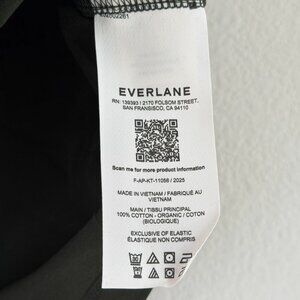 EVERLANE
RN: 139393 / 2170 FOLSOM STREET,
SAN FRANSISCO, CA 94110
Scan me for more product information
F-AP-KT-11056 / 2025
MADE IN VIETNAM / FABRIQUÉ AU
VIETNAM
MAIN / TISSU PRINCIPAL
100% COTTON - ORGANIC / COTON
(BIOLOGIQUE)
EXCLUSIVE OF ELASTIC
ÉLASTIQUE NON COMPRIS